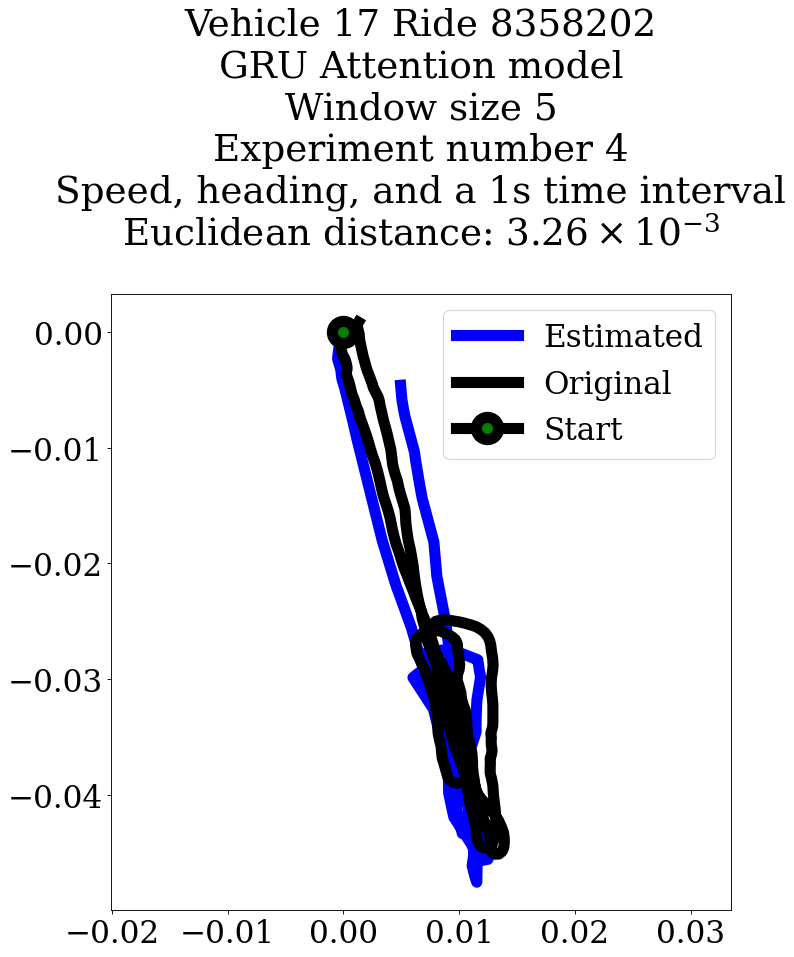 Vehicle 17 Ride 8358202
GRU Attention model
Window size 5
Experiment number 4
Speed, heading, and a 1s time interval
Euclidean distance: 3.26 × 10⁻³
Estimated
Original
Start
0.00
−0.01
−0.02
−0.03
−0.04
−0.02 −0.01 0.00 0.01 0.02 0.03